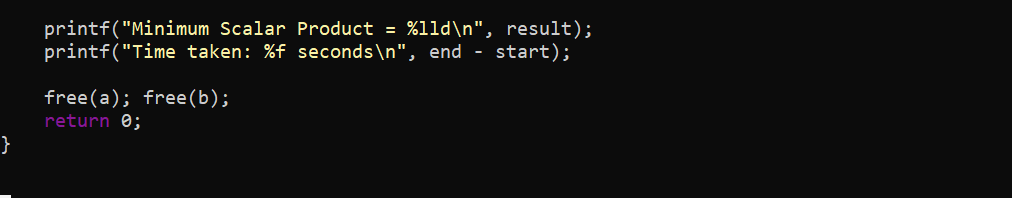 printf("Minimum Scalar Product = %lld\n", result);
printf("Time taken: %f seconds\n", end - start);
free(a); free(b);
return 0;
}